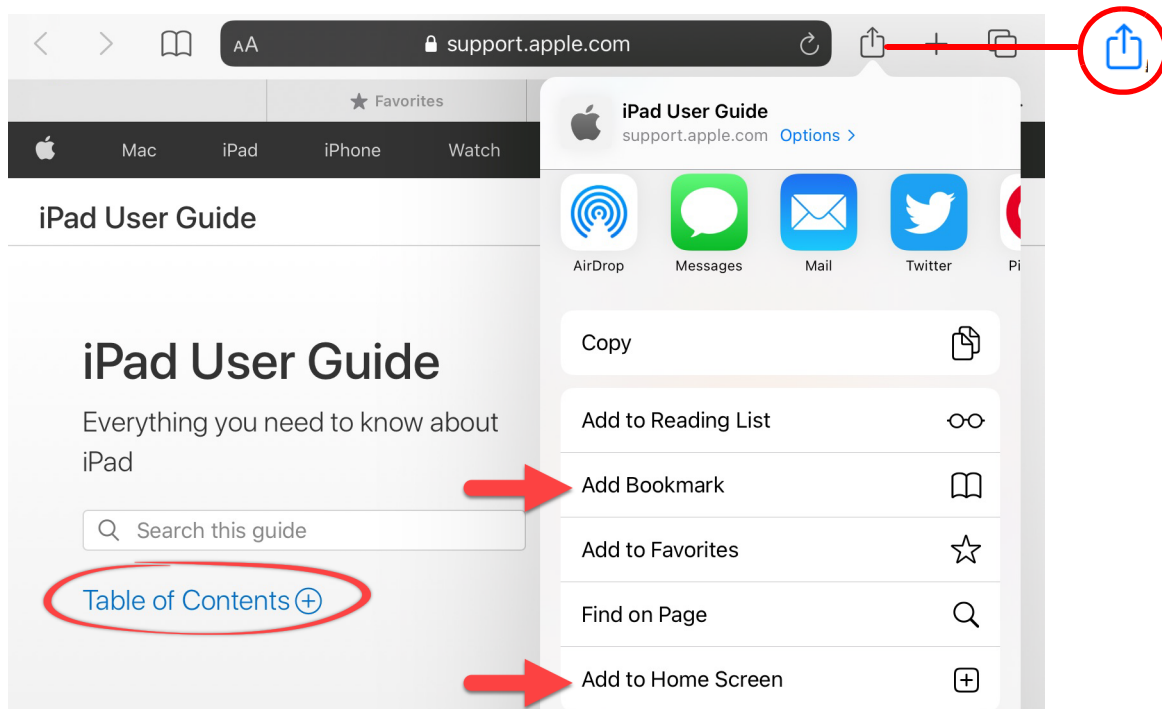 AA
support.apple.com
Favorites
iPad User Guide
support.apple.com Options >
Mac iPad iPhone Watch
iPad User Guide
AirDrop Messages Mail Twitter Pi
Copy
iPad User Guide
Everything you need to know about
iPad
Add to Reading List
Add Bookmark
Search this guide
Add to Favorites
Table of Contents
Find on Page
Add to Home Screen